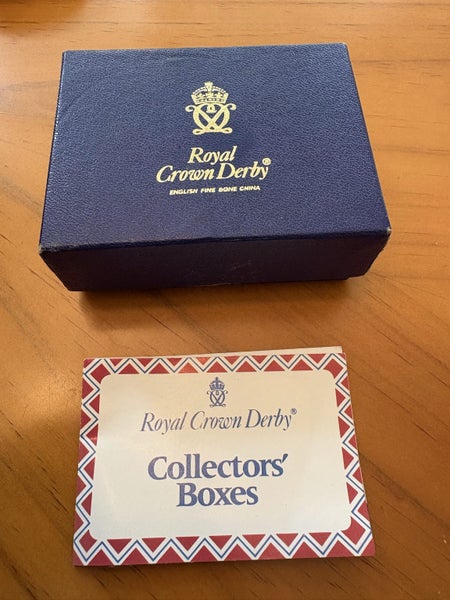 Royal
Crown Derby®
ENGLISH FINE BONE CHINA
Royal Crown Derby®
Collectors'
Boxes